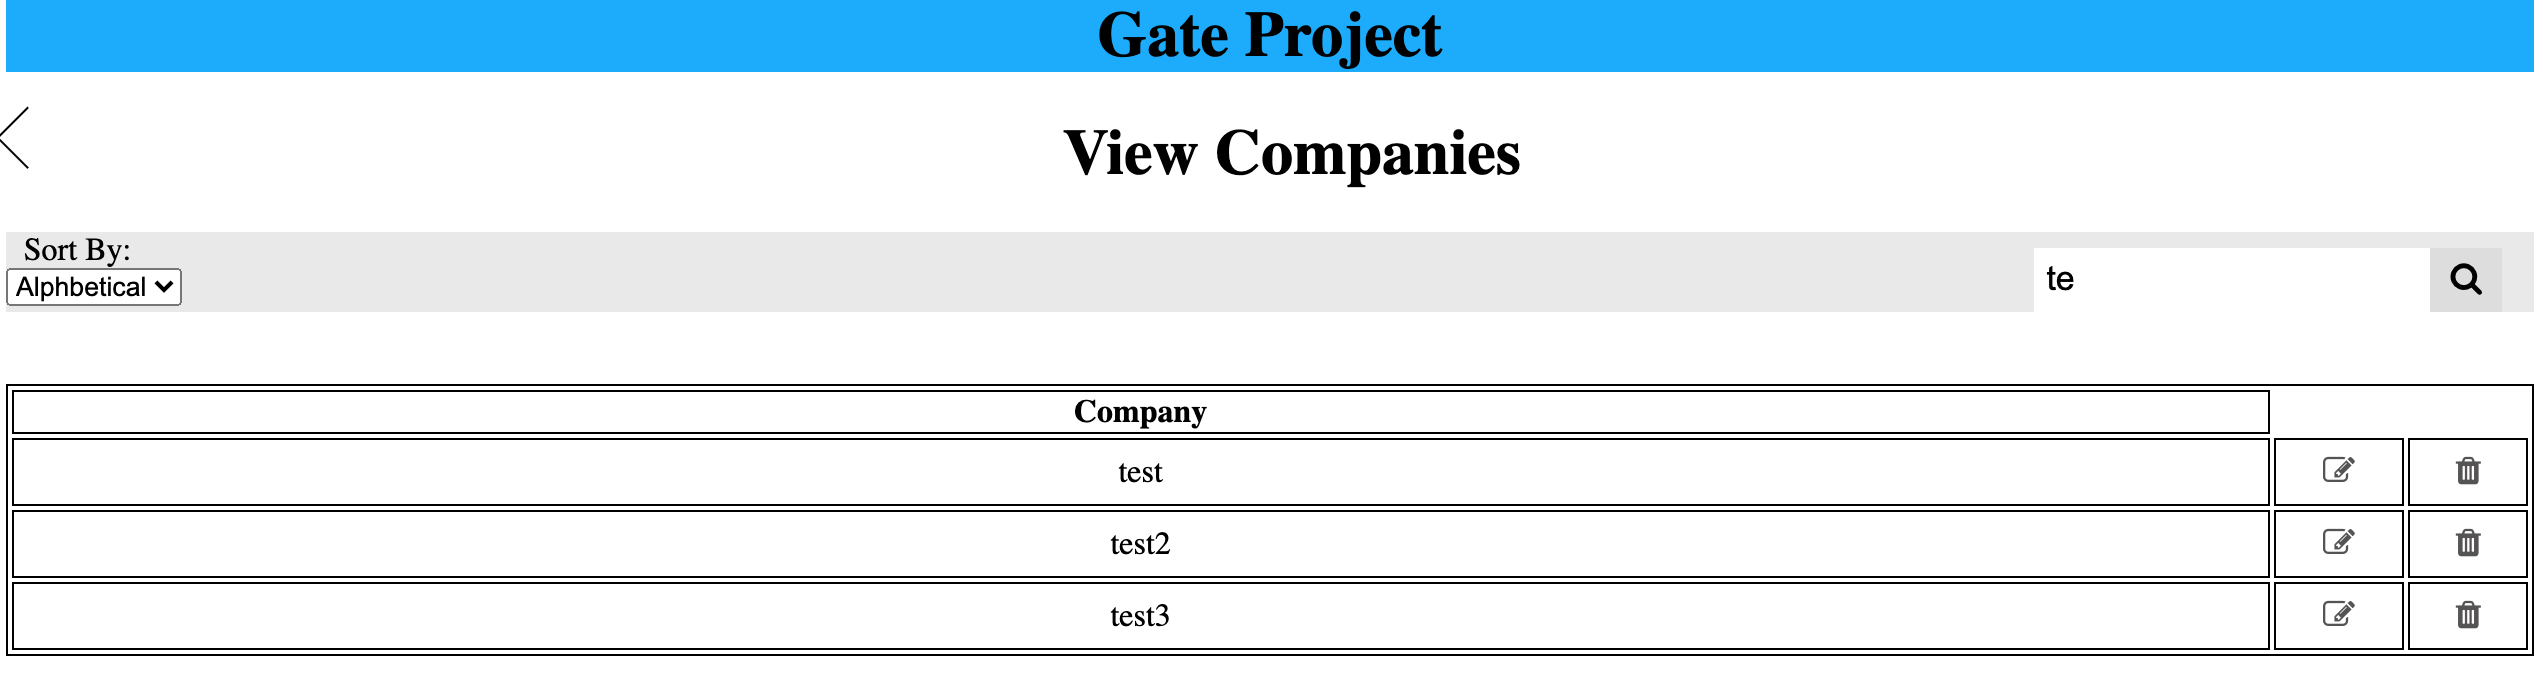 Gate Project
View Companies
Sort By:
Alphbetical
te
Company
test
test2
test3